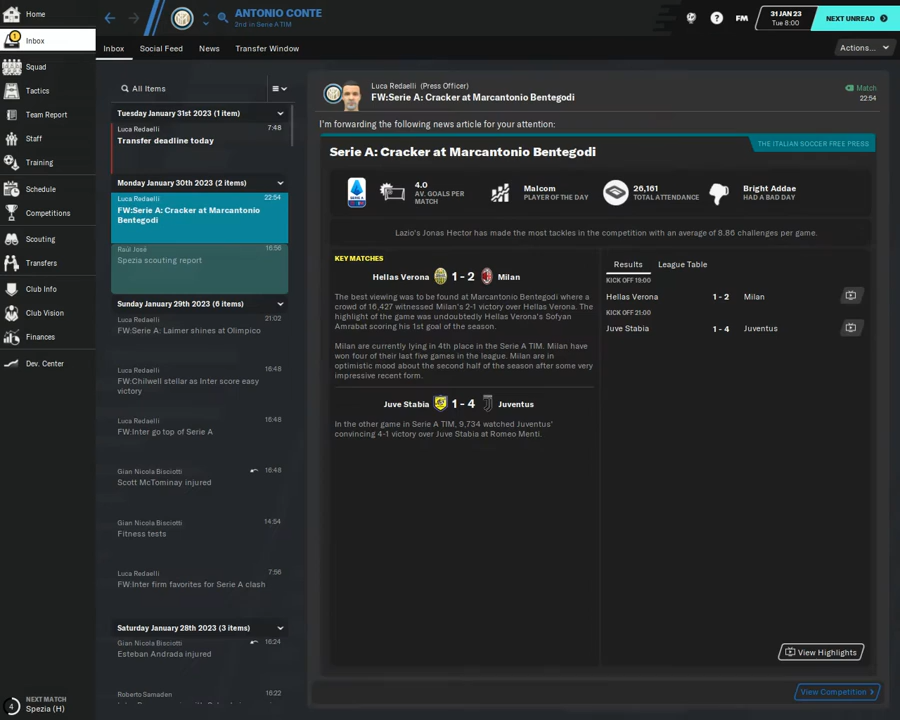 Home
Inbox
1
Squad
Tactics
Team Report
Staff
Training
Schedule
Competitions
Scouting
Transfers
Club Info
Club Vision
Finances
Dev. Center
4
NEXT MATCH
Spezia (H)
ANTONIO CONTE
2nd in Serie A TIM
FM
31 JAN 23
Tue 8:00
NEXT UNREAD
Inbox
Social Feed
News
Transfer Window
Actions...
All Items
Tuesday January 31st 2023 (1 item)
Luca Redaelli
7:48
Transfer deadline today
Monday January 30th 2023 (2 items)
Luca Redaelli
22:54
FW:Serie A: Cracker at Marcantonio
Bentegodi
Raúl José
16:56
Spezia scouting report
Sunday January 29th 2023 (6 items)
Luca Redaelli
21:02
FW:Serie A: Laimer shines at Olimpico
Luca Redaelli
16:48
FW:Chilwell stellar as Inter score easy
victory
Luca Redaelli
16:48
FW:Inter go top of Serie A
Gian Nicola Bisciotti
16:48
Scott McTominay injured
Gian Nicola Bisciotti
14:54
Fitness tests
Luca Redaelli
7:56
FW:Inter firm favorites for Serie A clash
Saturday January 28th 2023 (3 items)
Gian Nicola Bisciotti
16:24
Esteban Andrada injured
Roberto Samaden
16:22
Luca Redaelli (Press Officer)
FW:Serie A: Cracker at Marcantonio Bentegodi
Match
22:54
I'm forwarding the following news article for your attention:
THE ITALIAN SOCCER FREE PRESS
Serie A: Cracker at Marcantonio Bentegodi
4.0
AV. GOALS PER
MATCH
Malcom
PLAYER OF THE DAY
26,161
TOTAL ATTENDANCE
Bright Addae
HAD A BAD DAY
Lazio's Jonas Hector has made the most tackles in the competition with an average of 8.86 challenges per game.
KEY MATCHES
Hellas Verona 1 - 2 Milan
The best viewing was to be found at Marcantonio Bentegodi where a
crowd of 16,427 witnessed Milan's 2-1 victory over Hellas Verona. The
highlight of the game was undoubtedly Hellas Verona's Sofyan
Amrabat scoring his 1st goal of the season.
Milan are currently lying in 4th place in the Serie A TIM. Milan have
won four of their last five games in the league. Milan are in
optimistic mood about the second half of the season after some very
impressive recent form.
Juve Stabia 1 - 4 Juventus
In the other game in Serie A TIM, 9,734 watched Juventus'
convincing 4-1 victory over Juve Stabia at Romeo Menti.
Results
League Table
KICK OFF 19:00
Hellas Verona 1 - 2 Milan
KICK OFF 21:00
Juve Stabia 1 - 4 Juventus
View Highlights
View Competition